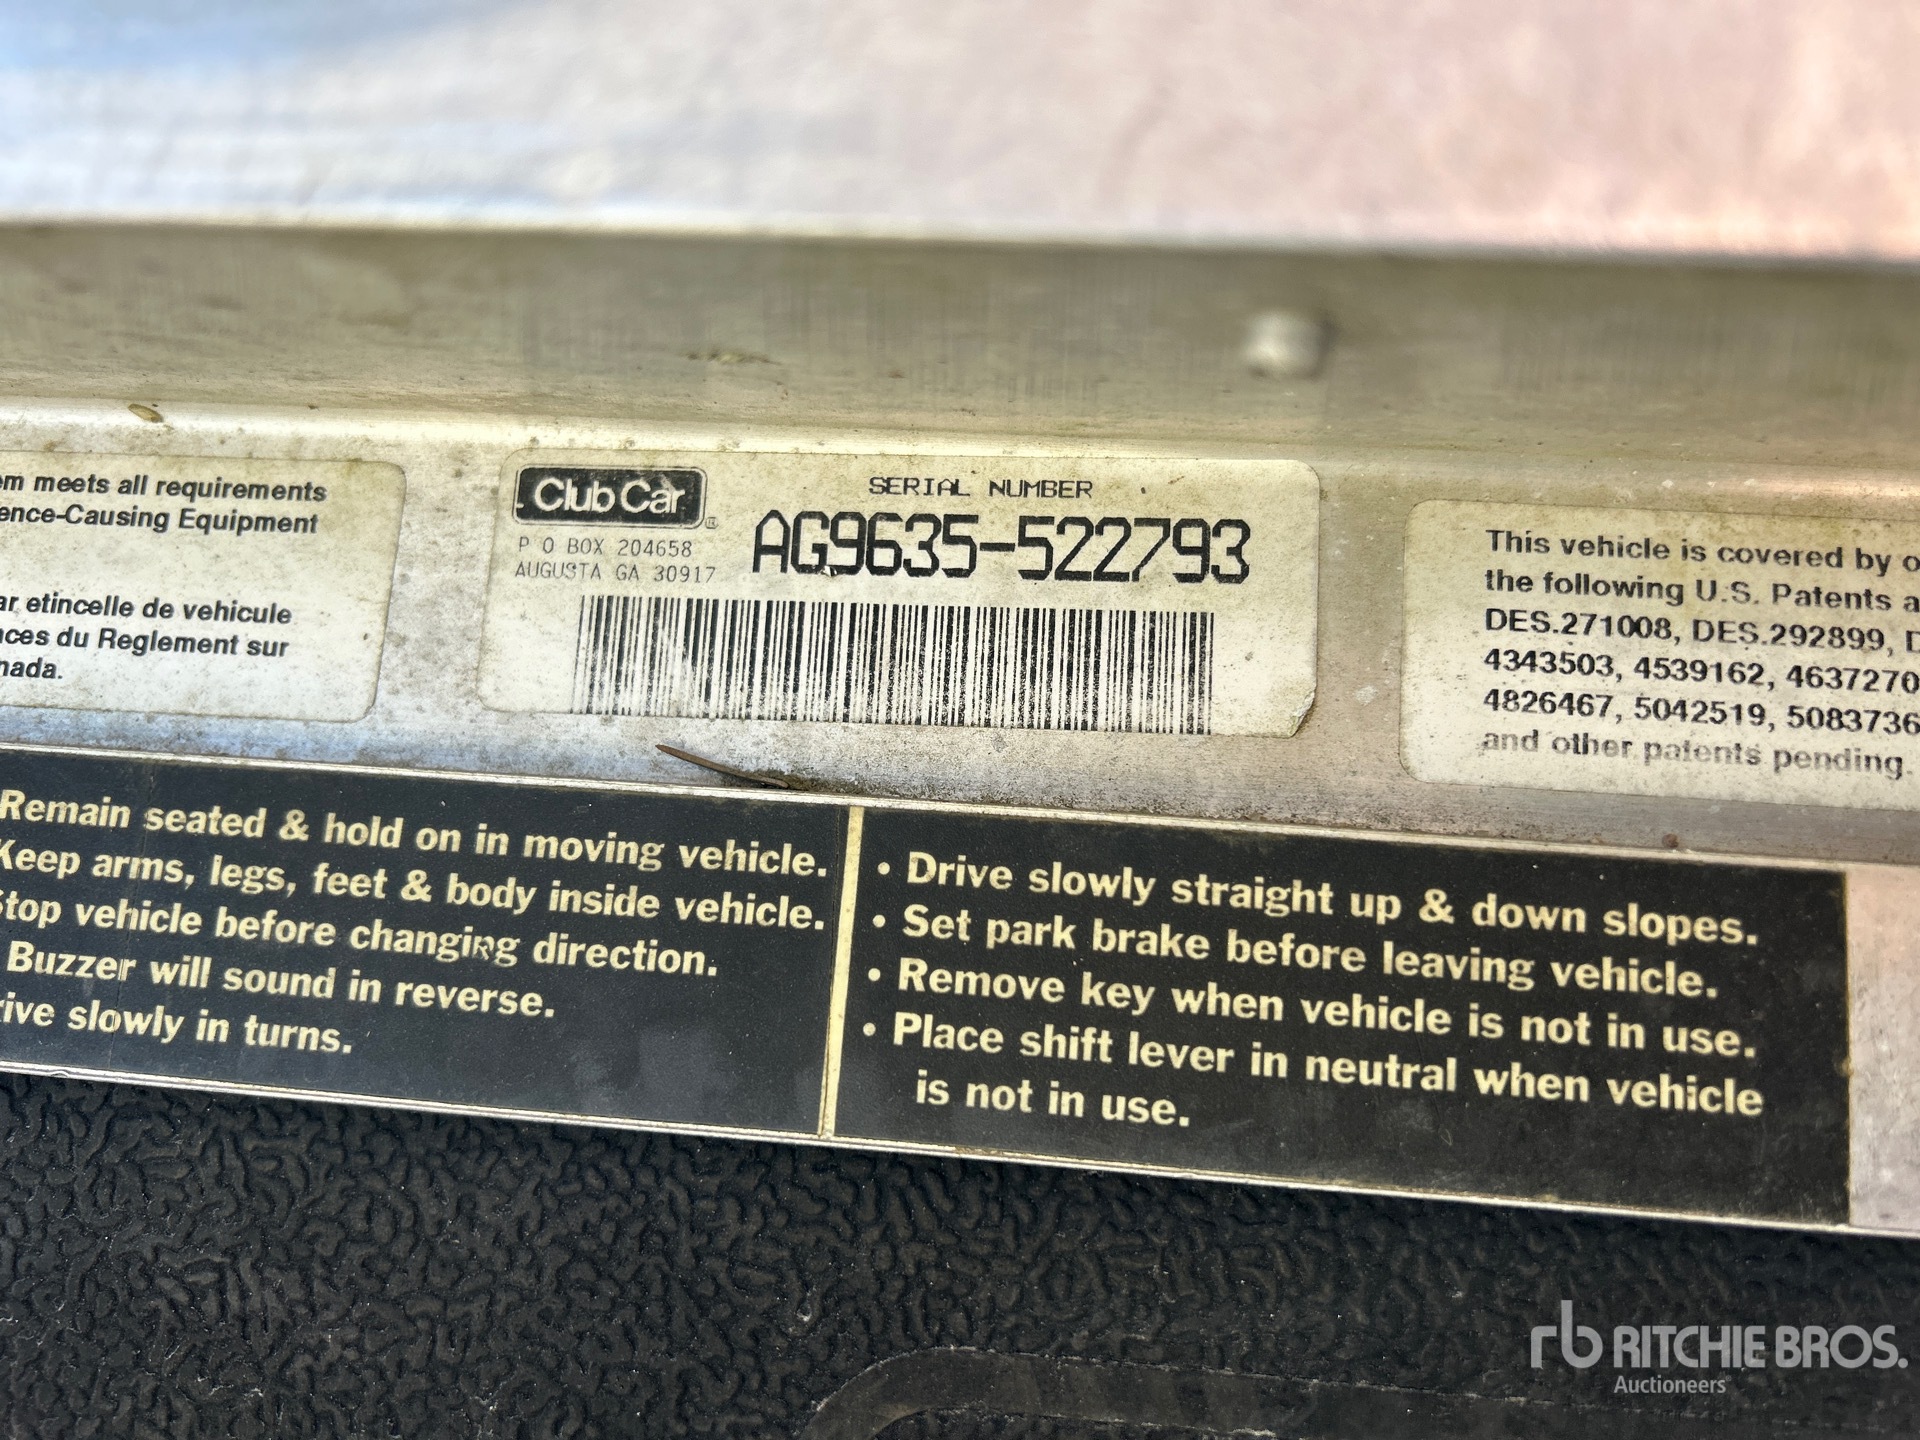 em meets all requirements
ence-Causing Equipment
ar etincelle de vehicule
nces du Reglement sur
nada.
Club Car
P O BOX 204658
AUGUSTA GA 30917
SERIAL NUMBER
AG9635-522793
This vehicle is covered by o
the following U.S. Patents a
DES.271008, DES.292899, D
4343503, 4539162, 4637270
4826467, 5042519, 5083736
and other patents pending.
Remain seated & hold on in moving vehicle.
Keep arms, legs, feet & body inside vehicle.
Stop vehicle before changing direction.
Buzzer will sound in reverse.
rive slowly in turns.
• Drive slowly straight up & down slopes.
• Set park brake before leaving vehicle.
• Remove key when vehicle is not in use.
• Place shift lever in neutral when vehicle
is not in use.
rb RITCHIE BROS.
Auctioneers